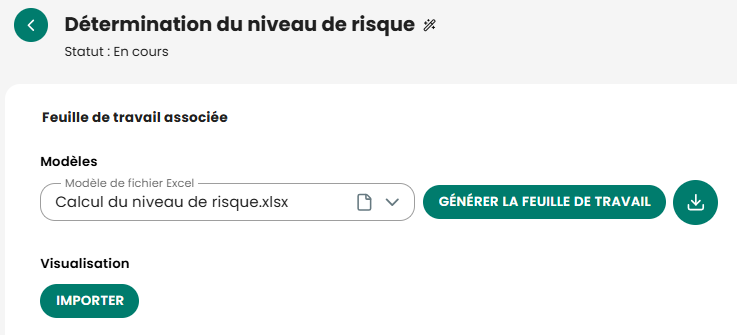 Détermination du niveau de risque
Statut : En cours
Feuille de travail associée
Modèles
Modèle de fichier Excel
Calcul du niveau de risque.xlsx
GÉNÉRER LA FEUILLE DE TRAVAIL
Visualisation
IMPORTER